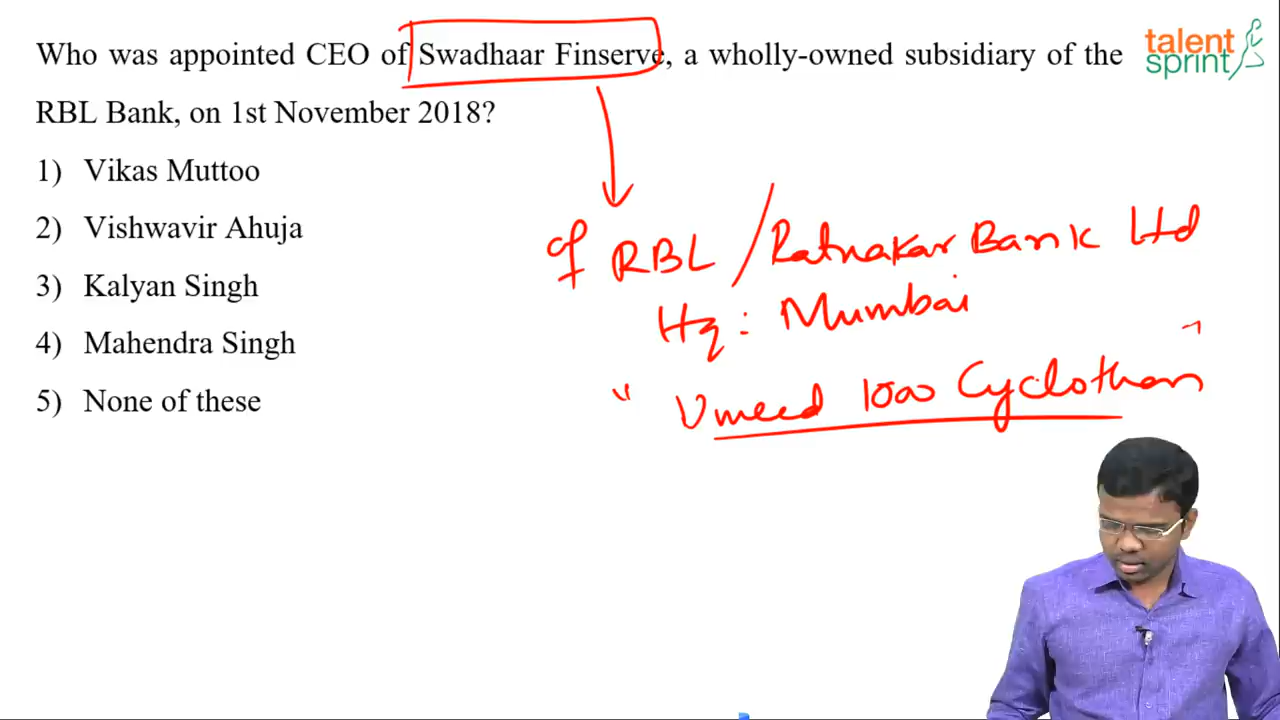 Who was appointed CEO of Swadhaar Finserve, a wholly-owned subsidiary of the
RBL Bank, on 1st November 2018?
1) Vikas Muttoo
2) Vishwavir Ahuja
3) Kalyan Singh
4) Mahendra Singh
5) None of these
talent
sprint
of RBL / Ratnakar Bank Ltd
Hq: Mumbai
" Umeed 1000 Cyclothon "